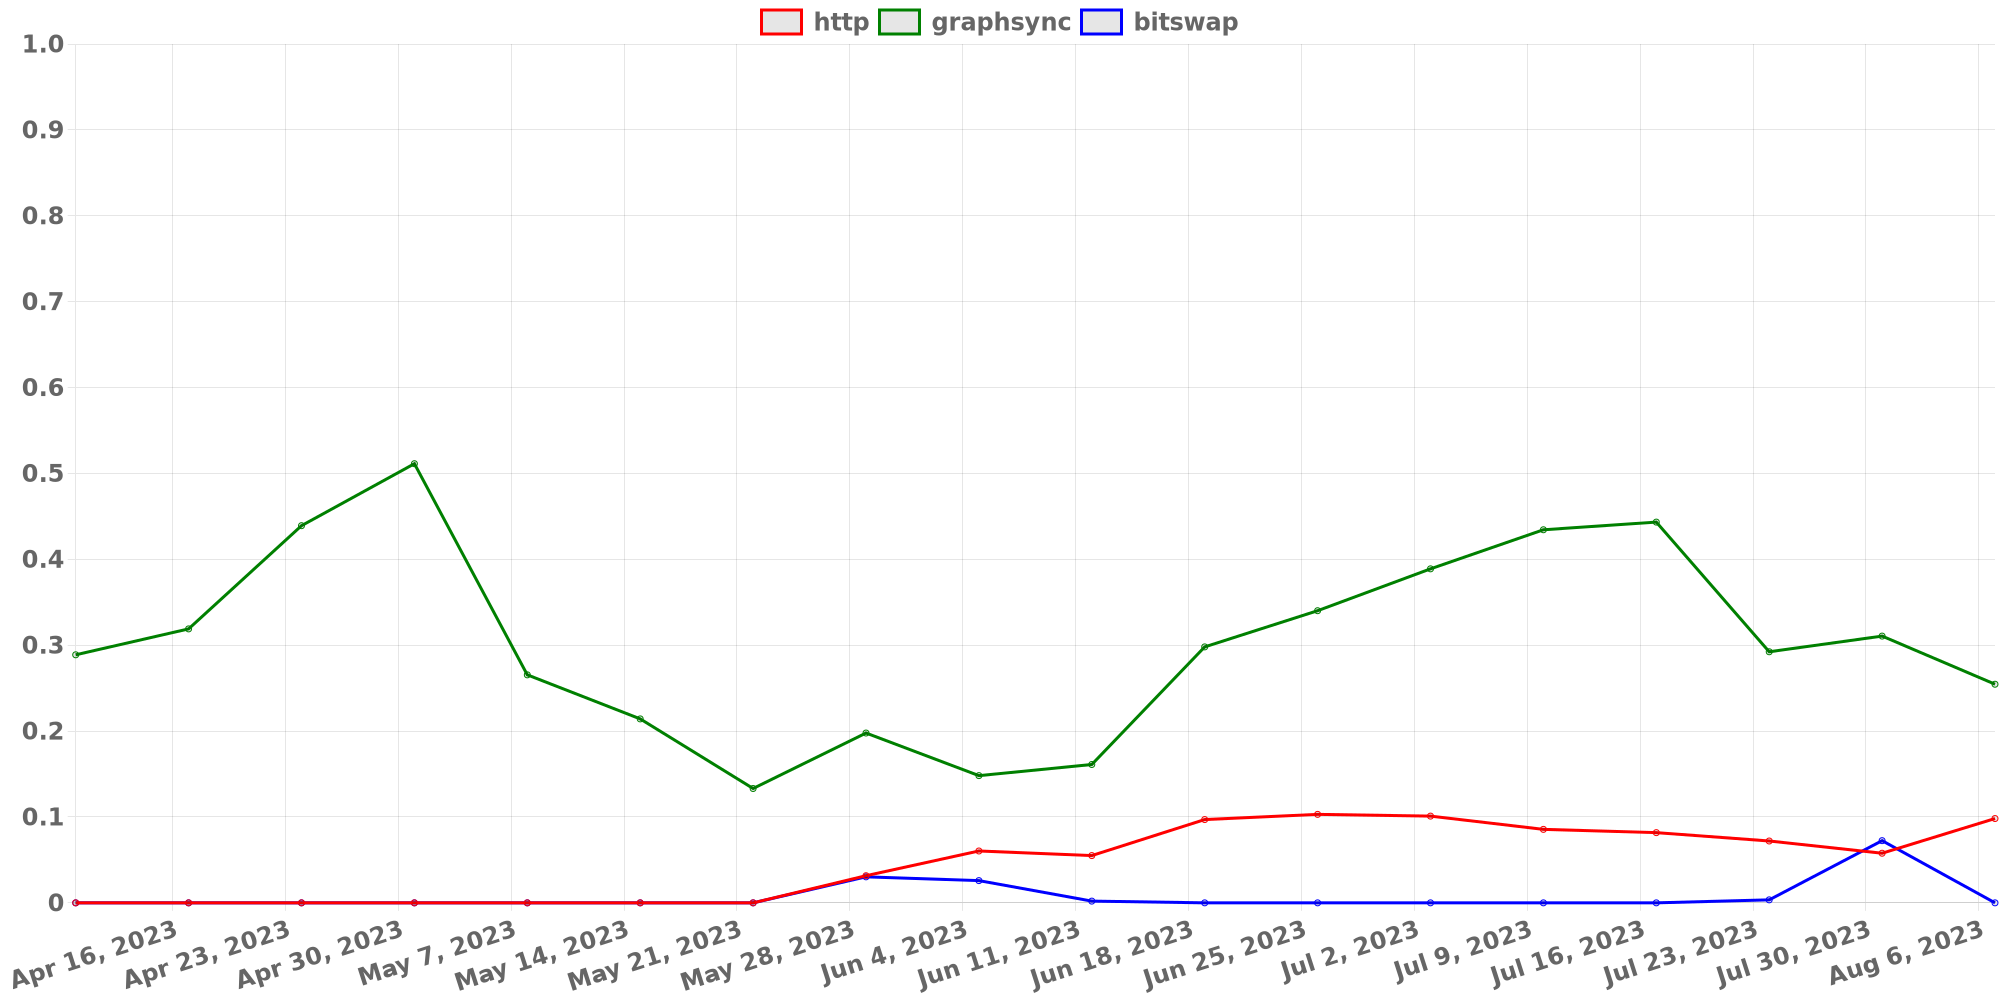 http graphsync bitswap
1.0
0.9
0.8
0.7
0.6
0.5
0.4
0.3
0.2
0.1
0
Apr 16, 2023
Apr 23, 2023
Apr 30, 2023
May 7, 2023
May 14, 2023
May 21, 2023
May 28, 2023
Jun 4, 2023
Jun 11, 2023
Jun 18, 2023
Jun 25, 2023
Jul 2, 2023
Jul 9, 2023
Jul 16, 2023
Jul 23, 2023
Jul 30, 2023
Aug 6, 2023